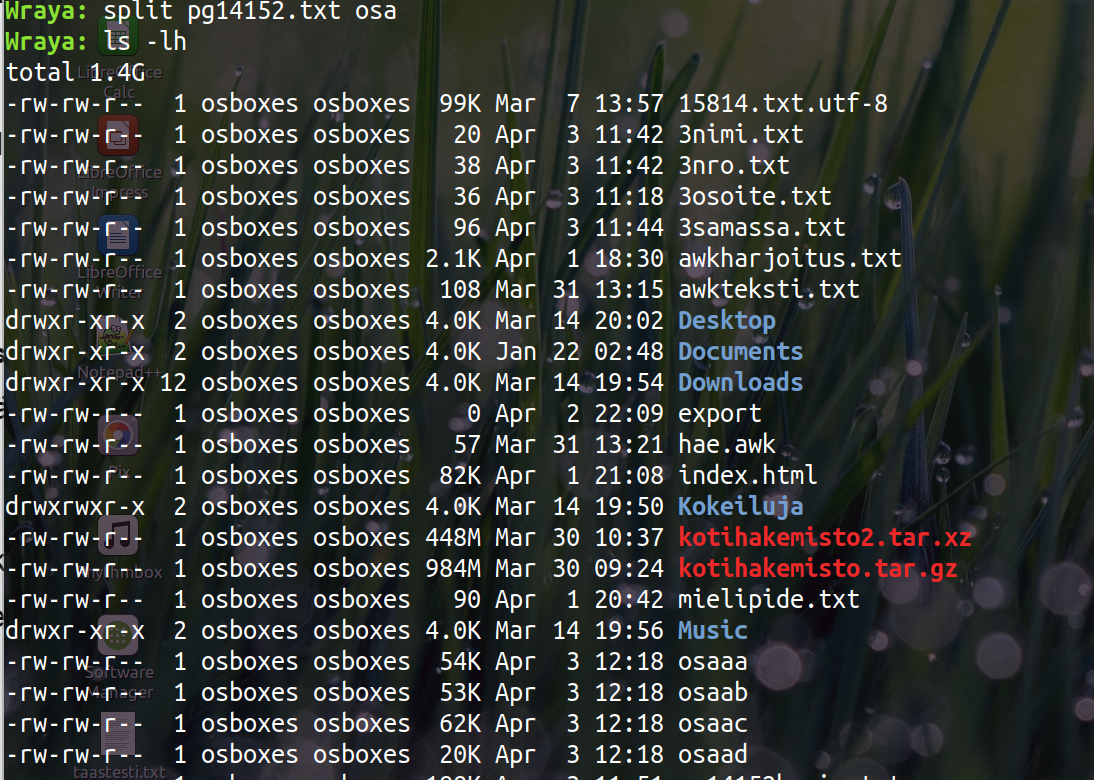 Wraya: split pg14152.txt osa
Wraya: ls -lh
total 1.4G
-rw-rw-r-- 1 osboxes osboxes 99K Mar 7 13:57 15814.txt.utf-8
-rw-rw-r-- 1 osboxes osboxes 20 Apr 3 11:42 3nimi.txt
-rw-rw-r-- 1 osboxes osboxes 38 Apr 3 11:42 3nro.txt
-rw-rw-r-- 1 osboxes osboxes 36 Apr 3 11:18 3osoite.txt
-rw-rw-r-- 1 osboxes osboxes 96 Apr 3 11:44 3samassa.txt
-rw-rw-r-- 1 osboxes osboxes 2.1K Apr 1 18:30 awkharjoitus.txt
-rw-rw-r-- 1 osboxes osboxes 108 Mar 31 13:15 awkteksti.txt
drwxr-xr-x 2 osboxes osboxes 4.0K Mar 14 20:02 Desktop
drwxr-xr-x 2 osboxes osboxes 4.0K Jan 22 02:48 Documents
drwxr-xr-x 12 osboxes osboxes 4.0K Mar 14 19:54 Downloads
-rw-rw-r-- 1 osboxes osboxes 0 Apr 2 22:09 export
-rw-rw-r-- 1 osboxes osboxes 57 Mar 31 13:21 hae.awk
-rw-rw-r-- 1 osboxes osboxes 82K Apr 1 21:08 index.html
drwxrwxr-x 2 osboxes osboxes 4.0K Mar 14 19:50 Kokeiluja
-rw-rw-r-- 1 osboxes osboxes 448M Mar 30 10:37 kotihakemisto2.tar.xz
-rw-rw-r-- 1 osboxes osboxes 984M Mar 30 09:24 kotihakemisto.tar.gz
-rw-rw-r-- 1 osboxes osboxes 90 Apr 1 20:42 mielipide.txt
drwxr-xr-x 2 osboxes osboxes 4.0K Mar 14 19:56 Music
-rw-rw-r-- 1 osboxes osboxes 54K Apr 3 12:18 osaaa
-rw-rw-r-- 1 osboxes osboxes 53K Apr 3 12:18 osaab
-rw-rw-r-- 1 osboxes osboxes 62K Apr 3 12:18 osaac
-rw-rw-r-- 1 osboxes osboxes 20K Apr 3 12:18 osaad
LibreOffice
Calc
LibreOffice
Impress
LibreOffice
Writer
Notepad++
Pix
Rhythmbox
Software
Manager
taastesti.txt